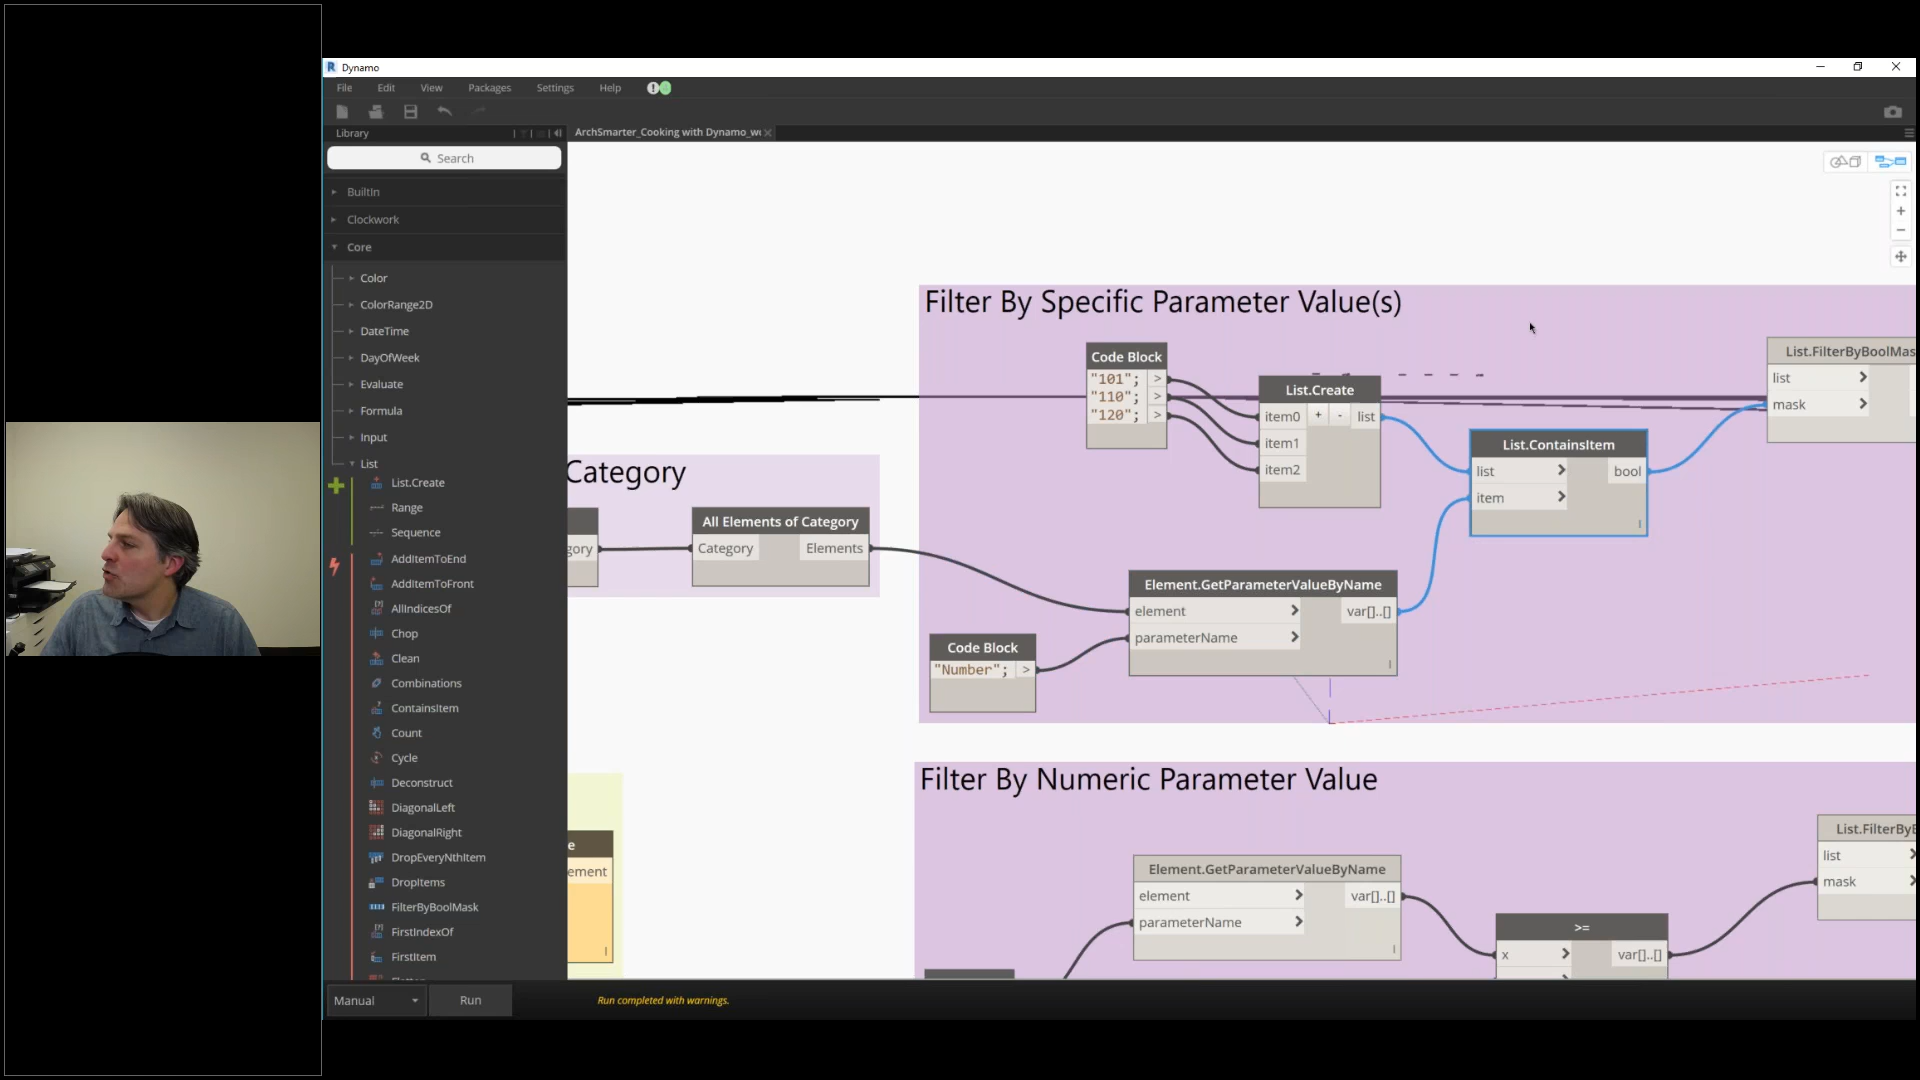 Dynamo
File Edit View Packages Settings Help
Library
ArchSmarter_Cooking with Dynamo_wo
Search
BuiltIn
Clockwork
Core
Color
ColorRange2D
DateTime
DayOfWeek
Evaluate
Formula
Input
List
List.Create
Range
Sequence
AddItemToEnd
AddItemToFront
AllIndicesOf
Chop
Clean
Combinations
ContainsItem
Count
Cycle
Deconstruct
DiagonalLeft
DiagonalRight
DropEveryNthItem
DropItems
FilterByBoolMask
FirstIndexOf
FirstItem
Filter By Specific Parameter Value(s)
Code Block
"101"; >
"110"; >
"120"; >
List.Create
item0 + - list
item1
item2
List.ContainsItem
list > bool
item >
List.FilterByBoolMas
list >
mask >
Category
gory
All Elements of Category
Category Elements
Element.GetParameterValueByName
element > var[]..[]
parameterName >
Code Block
"Number"; >
Filter By Numeric Parameter Value
e
ement
Element.GetParameterValueByName
element > var[]..[]
parameterName >
>=
x > var[]..[]
List.FilterByB
list >
mask >
Manual Run Run completed with warnings.